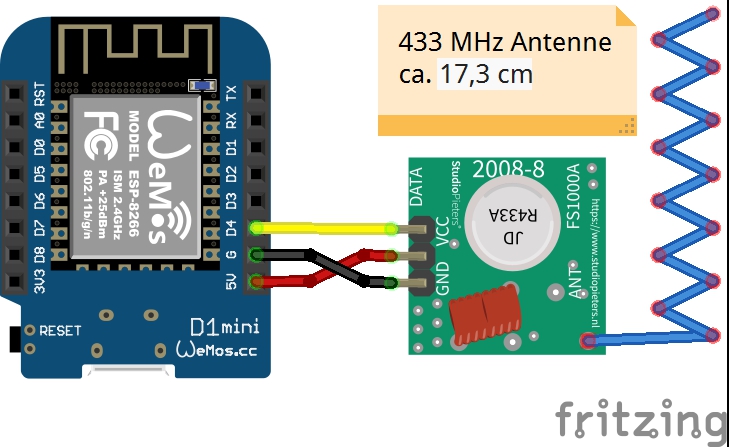 433 MHz Antenne
ca. 17,3 cm
RST
A0
D0
D5
D6
D7
D8
3V3
TX
RX
D1
D2
D3
D4
G
5V
WeMos
MODEL ESP-8266
ISM 2.4GHz
PA +25dBm
802.11b/g/n
FC
RESET
D1mini
WeMos.cc
2008-8
StudioPieters®
DATA
VCC
GND
JD
R433A
FS1000A
ANT
https://www.studiopieters.nl
fritzing